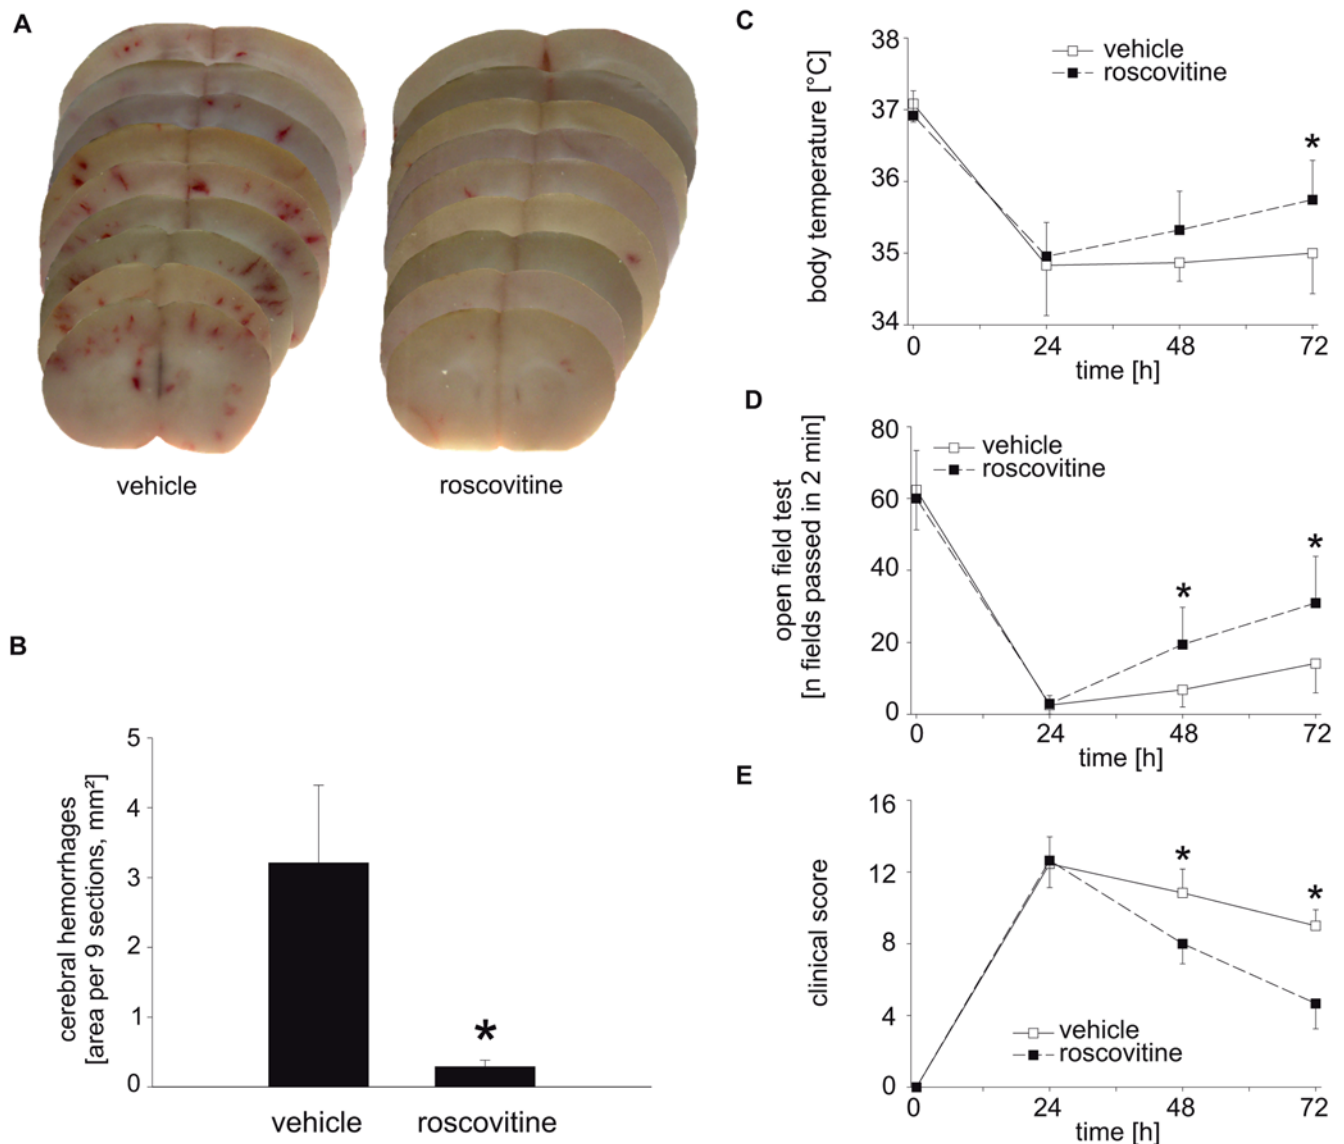 A
vehicle
roscovitine
B
cerebral hemorrhages
[area per 9 sections, mm²]
5
4
3
2
1
0
*
vehicle
roscovitine
C
body temperature [°C]
38
37
36
35
34
vehicle
roscovitine
*
0
24
48
72
time [h]
D
open field test
[n fields passed in 2 min]
80
60
40
20
0
vehicle
roscovitine
*
*
0
24
48
72
time [h]
E
clinical score
16
12
8
4
0
*
*
vehicle
roscovitine
0
24
48
72
time [h]